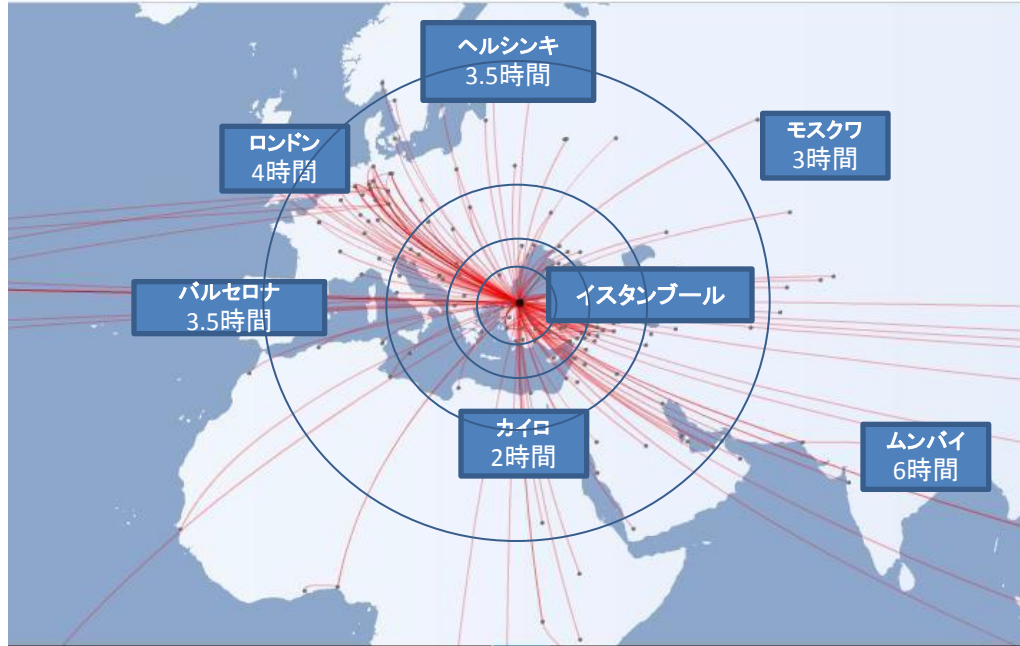 ヘルシンキ
3.5時間
モスクワ
3時間
ロンドン
4時間
バルセロナ
3.5時間
イスタンブール
カイロ
2時間
ムンバイ
6時間